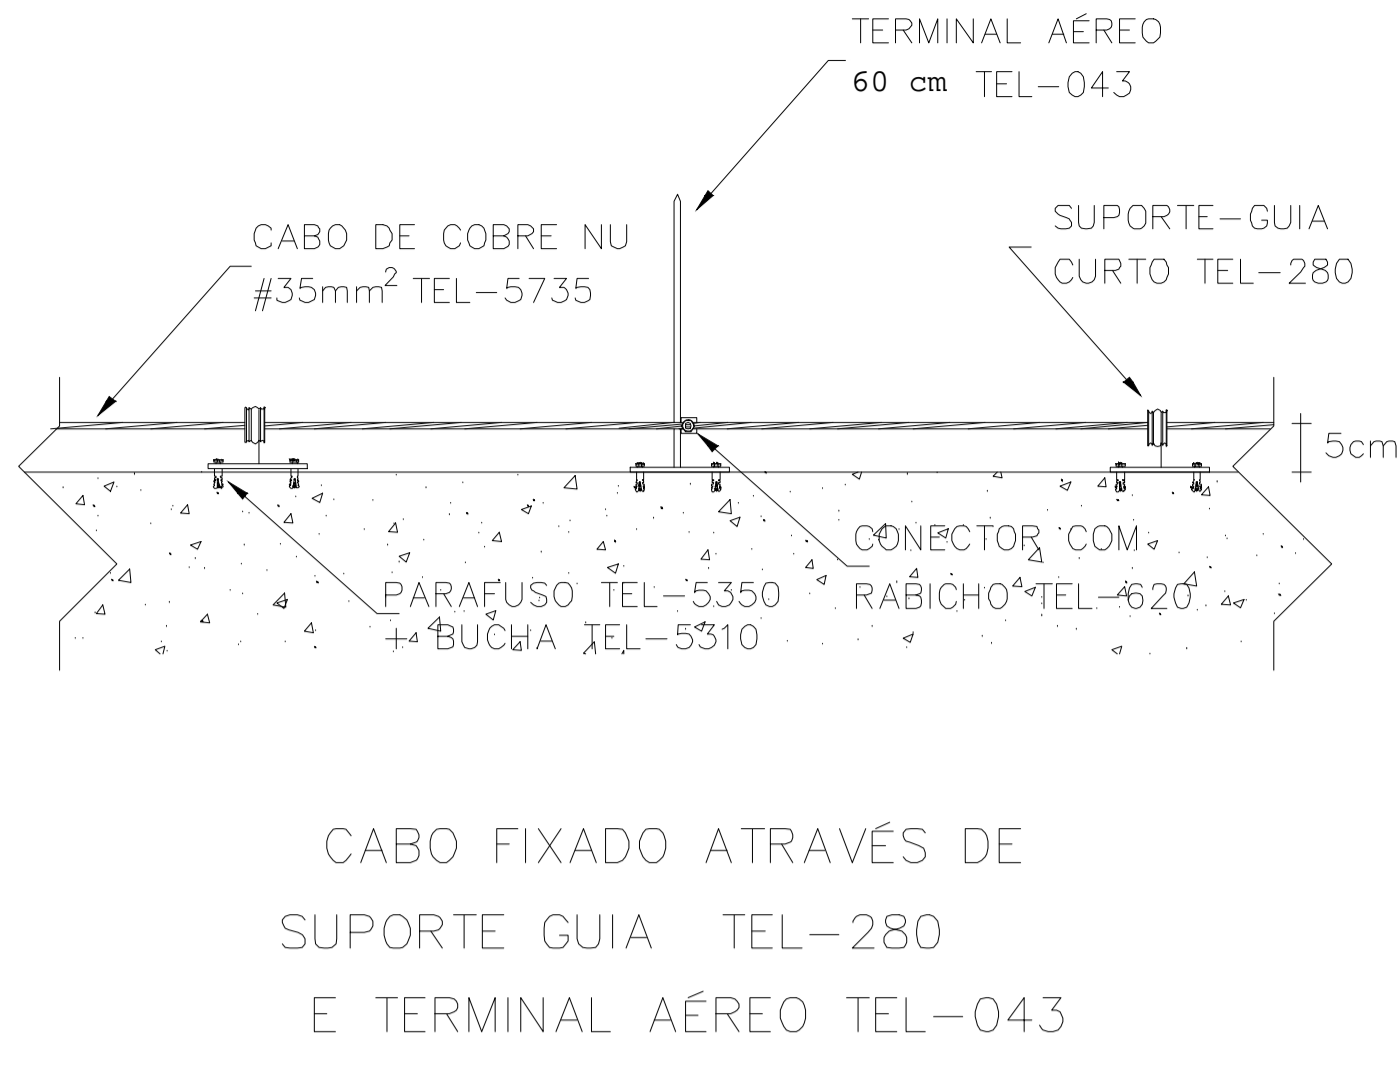 TERMINAL AÉREO
60 cm TEL-043
SUPORTE-GUIA
CURTO TEL-280
CABO DE COBRE NU
#35mm² TEL-5735
5cm
CONECTOR COM
RABICHO TEL-620
PARAFUSO TEL-5350
+ BUCHA TEL-5310
CABO FIXADO ATRAVÉS DE
SUPORTE GUIA TEL-280
E TERMINAL AÉREO TEL-043